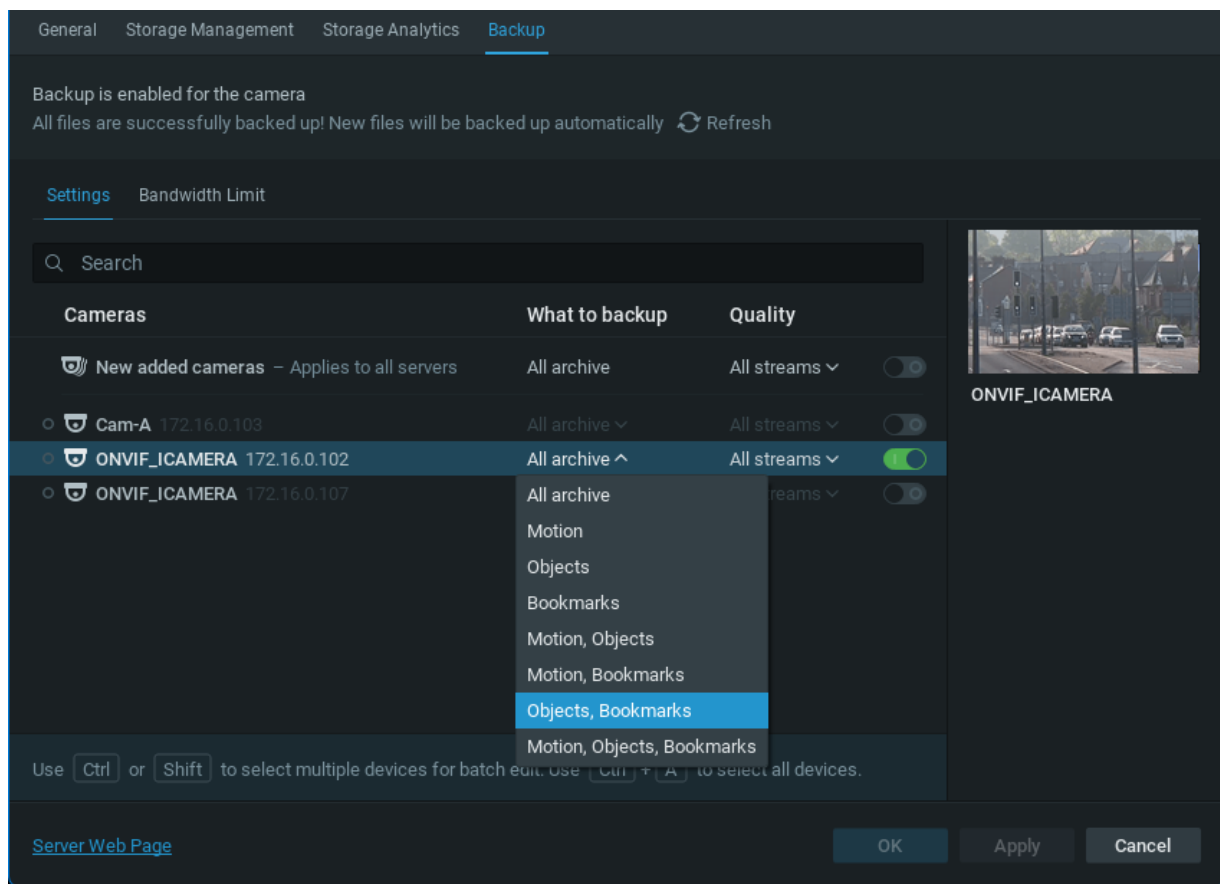 General Storage Management Storage Analytics Backup
Backup is enabled for the camera
All files are successfully backed up! New files will be backed up automatically Refresh
Settings Bandwidth Limit
Search
Cameras What to backup Quality
New added cameras – Applies to all servers All archive All streams
Cam-A 172.16.0.103 All archive All streams
ONVIF_ICAMERA 172.16.0.102 All archive All streams
ONVIF_ICAMERA 172.16.0.107 reams
All archive
Motion
Objects
Bookmarks
Motion, Objects
Motion, Bookmarks
Objects, Bookmarks
Motion, Objects, Bookmarks
ONVIF_ICAMERA
Use Ctrl or Shift to select multiple devices for batch edit. Use Ctrl + A to select all devices.
Server Web Page OK Apply Cancel